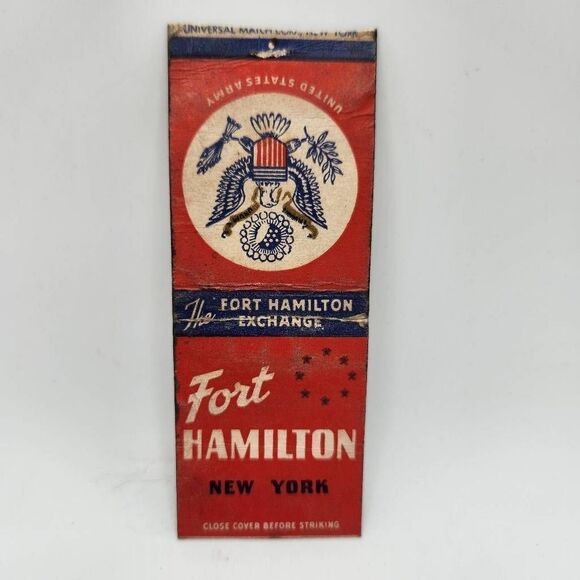 UNIVERSAL MATCH CORP., NEW YORK
UNITED STATES ARMY
The FORT HAMILTON
EXCHANGE
Fort
HAMILTON
NEW YORK
CLOSE COVER BEFORE STRIKING